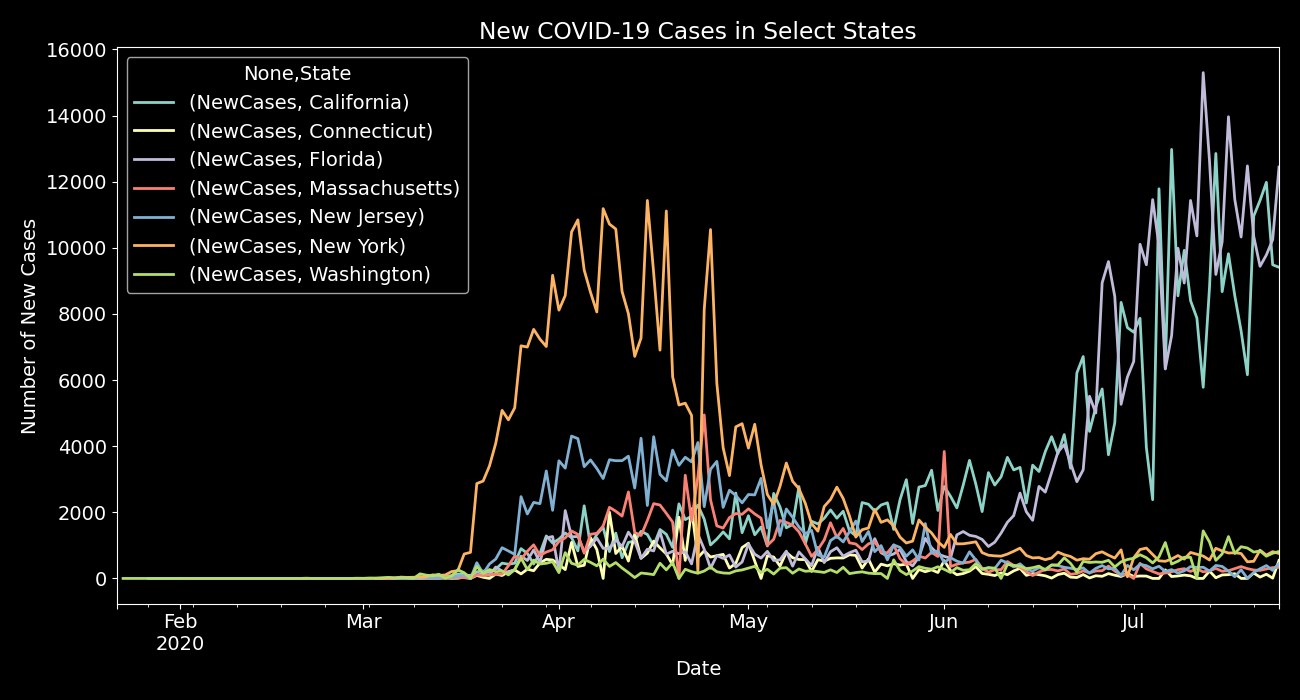 New COVID-19 Cases in Select States
16000
14000
12000
10000
8000
6000
4000
2000
0
Number of New Cases
None,State
(NewCases, California)
(NewCases, Connecticut)
(NewCases, Florida)
(NewCases, Massachusetts)
(NewCases, New Jersey)
(NewCases, New York)
(NewCases, Washington)
Feb Mar Apr May Jun Jul
2020
Date